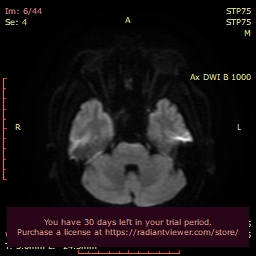 Im: 6/44
Se: 4
A
STP75
STP75
M
Ax DWI B 1000
R
L
You have 30 days left in your trial period.
Purchase a license at https://radiantviewer.com/store/